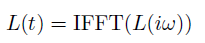 L(t) = IFFT(L(iω))